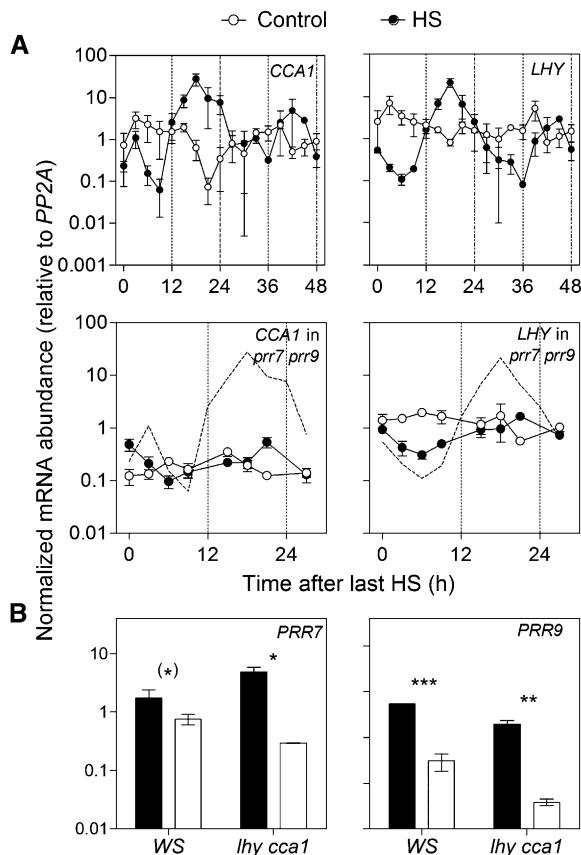 Control HS
A
Normalized mRNA abundance (relative to PP2A)
100
10
1
0.1
0.01
0.001
CCA1
0 12 24 36 48
LHY
0 12 24 36 48
100
10
1
0.1
0.01
CCA1 in
prr7 prr9
0 12 24
LHY in
prr7 prr9
0 12 24
Time after last HS (h)
B
10
1
0.1
0.01
PRR7
(*) *
WS lhy cca1
PRR9
*** **
WS lhy cca1